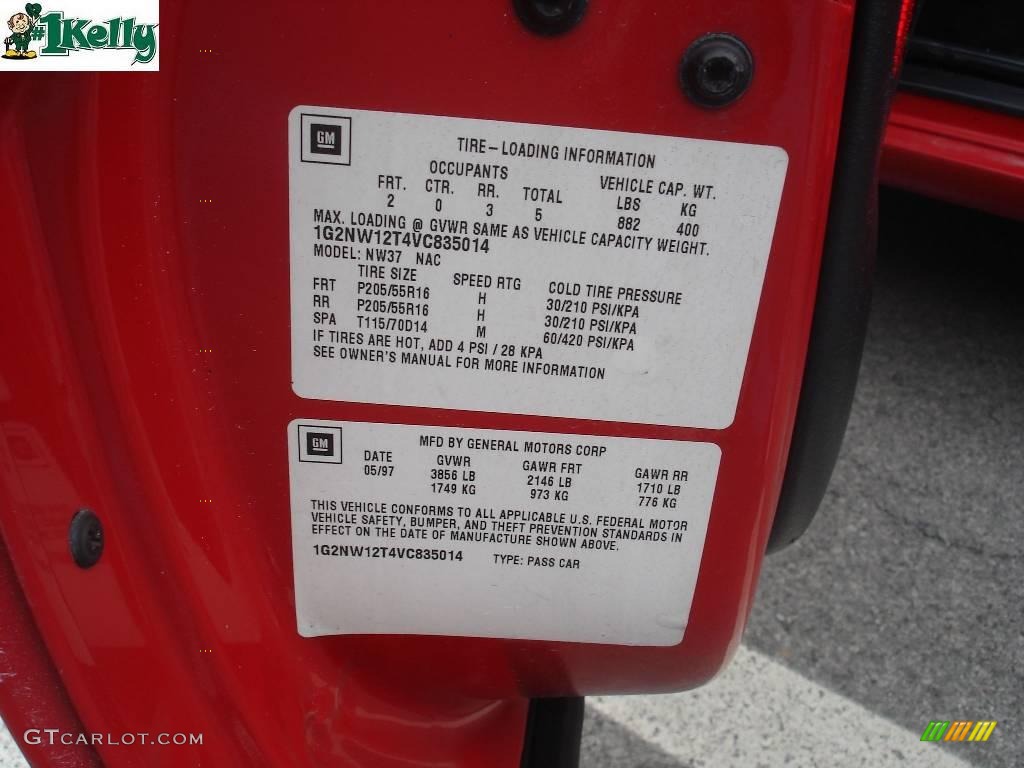 #1Kelly
GM
TIRE-LOADING INFORMATION
OCCUPANTS VEHICLE CAP. WT.
FRT. CTR. RR. TOTAL LBS KG
2 0 3 5 882 400
MAX. LOADING @ GVWR SAME AS VEHICLE CAPACITY WEIGHT.
1G2NW12T4VC835014
MODEL: NW37 NAC
TIRE SIZE SPEED RTG COLD TIRE PRESSURE
FRT P205/55R16 H 30/210 PSI/KPA
RR P205/55R16 H 30/210 PSI/KPA
SPA T115/70D14 M 60/420 PSI/KPA
IF TIRES ARE HOT, ADD 4 PSI / 28 KPA
SEE OWNER'S MANUAL FOR MORE INFORMATION
GM
MFD BY GENERAL MOTORS CORP
DATE GVWR GAWR FRT GAWR RR
05/97 3856 LB 2146 LB 1710 LB
1749 KG 973 KG 776 KG
THIS VEHICLE CONFORMS TO ALL APPLICABLE U.S. FEDERAL MOTOR
VEHICLE SAFETY, BUMPER, AND THEFT PREVENTION STANDARDS IN
EFFECT ON THE DATE OF MANUFACTURE SHOWN ABOVE.
1G2NW12T4VC835014 TYPE: PASS CAR
GTCARLOT.COM